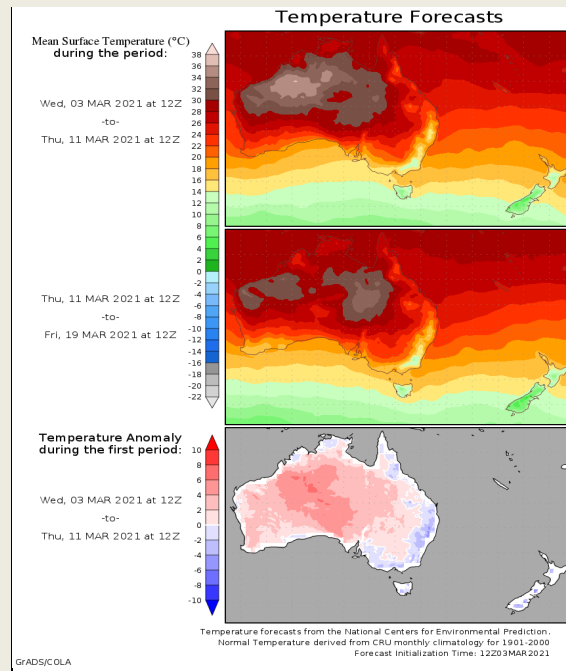 Temperature Forecasts
Mean Surface Temperature (°C)
during the period:
Wed, 03 MAR 2021 at 12Z
-to-
Thu, 11 MAR 2021 at 12Z
38
36
34
32
30
28
26
24
22
20
18
16
14
12
10
8
6
4
2
0
-2
-4
-6
-8
-10
-12
-14
-16
-18
-20
-22
Thu, 11 MAR 2021 at 12Z
-to-
Fri, 19 MAR 2021 at 12Z
Temperature Anomaly
during the first period:
Wed, 03 MAR 2021 at 12Z
-to-
Thu, 11 MAR 2021 at 12Z
10
8
6
4
2
0
-2
-4
-6
-8
-10
Temperature forecasts from the National Centers for Environmental Prediction.
Normal Temperature derived from CRU monthly climatology for 1901-2000
Forecast Initialization Time: 12Z03MAR2021
GrADS/COLA